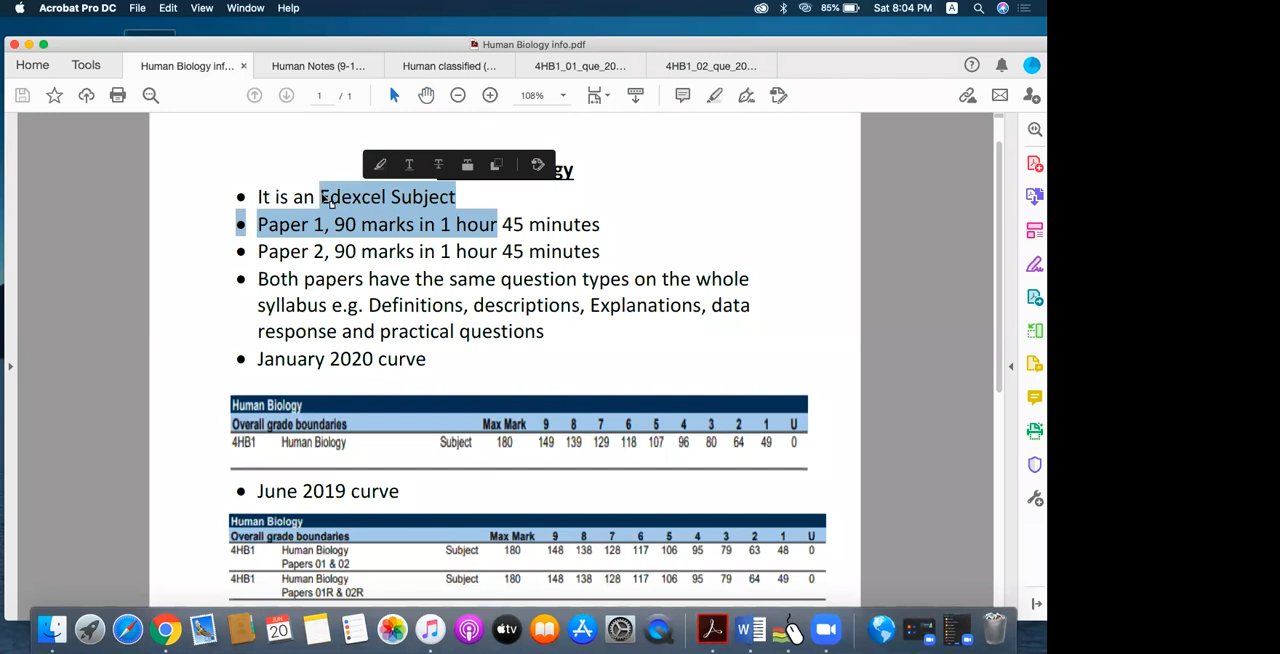 Acrobat Pro DC File Edit View Window Help 85% Sat 8:04 PM A
Human Biology info.pdf
Home Tools Human Biology inf... × Human Notes (9-1... Human classified (... 4HB1_01_que_20... 4HB1_02_que_20...
1 / 1 108%
gy
• It is an Edexcel Subject
• Paper 1, 90 marks in 1 hour 45 minutes
• Paper 2, 90 marks in 1 hour 45 minutes
• Both papers have the same question types on the whole
syllabus e.g. Definitions, descriptions, Explanations, data
response and practical questions
• January 2020 curve
Human Biology
Overall grade boundaries Max Mark 9 8 7 6 5 4 3 2 1 U
4HB1 Human Biology Subject 180 149 139 129 118 107 96 80 64 49 0
• June 2019 curve
Human Biology
Overall grade boundaries Max Mark 9 8 7 6 5 4 3 2 1 U
4HB1 Human Biology Subject 180 148 138 128 117 106 95 79 63 48 0
Papers 01 & 02
4HB1 Human Biology Subject 180 148 138 128 117 106 95 79 64 49 0
Papers 01R & 02R
JUN
20
tv
W